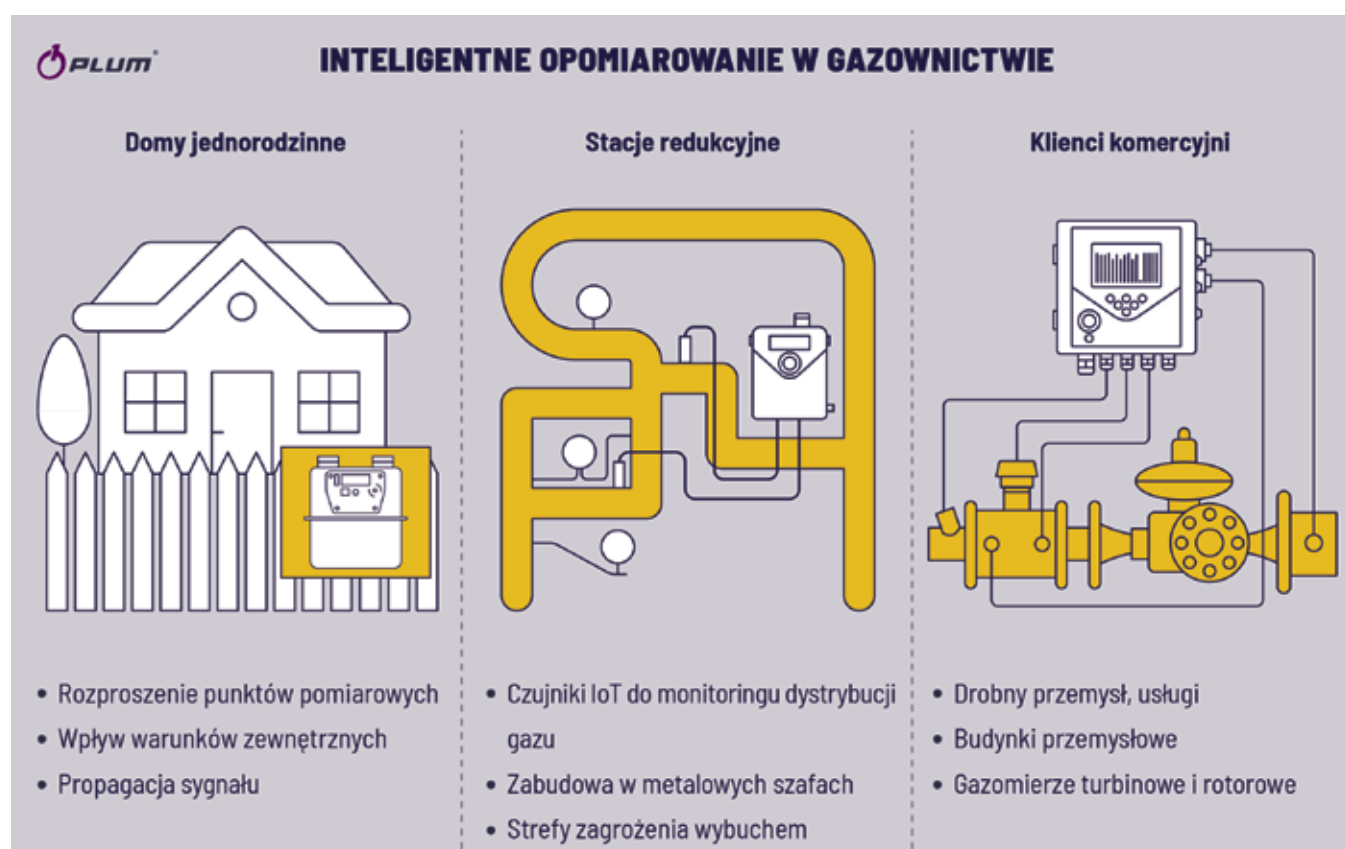 PLUM
INTELIGENTNE OPOMIAROWANIE W GAZOWNICTWIE
Domy jednorodzinne
• Rozproszenie punktów pomiarowych
• Wpływ warunków zewnętrznych
• Propagacja sygnału
Stacje redukcyjne
• Czujniki IoT do monitoringu dystrybucji
gazu
• Zabudowa w metalowych szafach
• Strefy zagrożenia wybuchem
Klienci komercyjni
• Drobny przemysł, usługi
• Budynki przemysłowe
• Gazomierze turbinowe i rotorowe